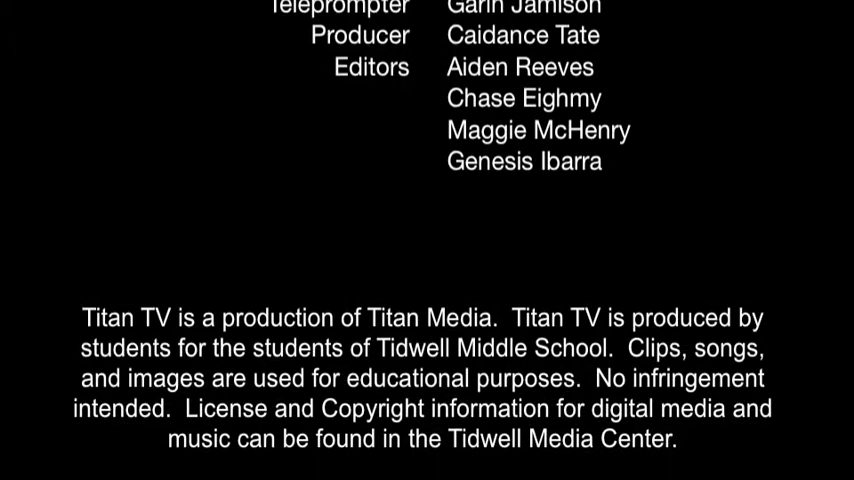 Teleprompter Garin Jamison
Producer Caidance Tate
Editors Aiden Reeves
Chase Eighmy
Maggie McHenry
Genesis Ibarra
Titan TV is a production of Titan Media.  Titan TV is produced by
students for the students of Tidwell Middle School.  Clips, songs,
and images are used for educational purposes.  No infringement
intended.  License and Copyright information for digital media and
music can be found in the Tidwell Media Center.